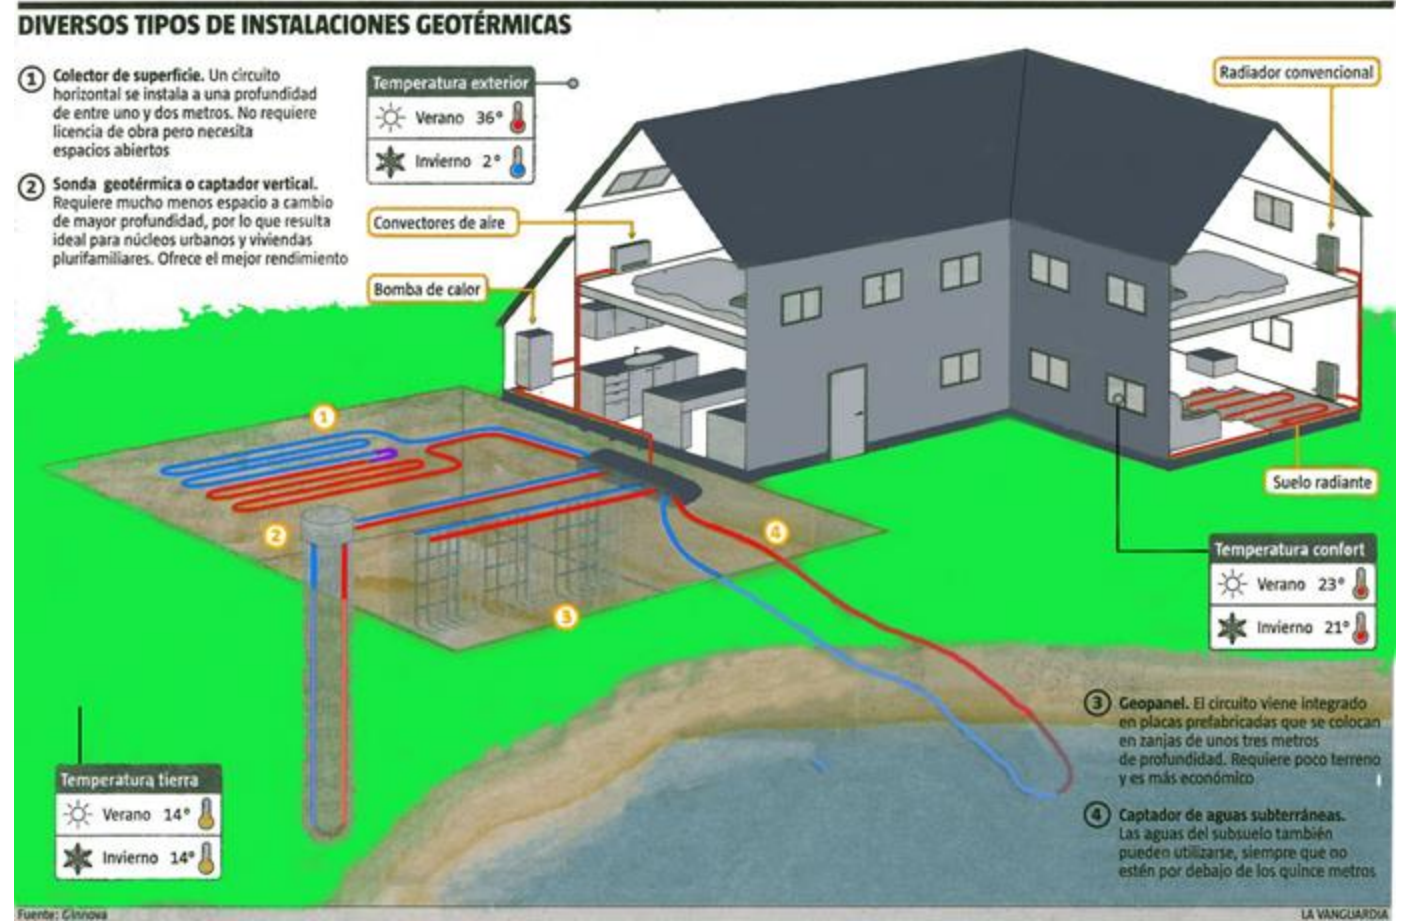 DIVERSOS TIPOS DE INSTALACIONES GEOTÉRMICAS
1 Colector de superficie. Un circuito
horizontal se instala a una profundidad
de entre uno y dos metros. No requiere
licencia de obra pero necesita
espacios abiertos
2 Sonda geotérmica o captador vertical.
Requiere mucho menos espacio a cambio
de mayor profundidad, por lo que resulta
ideal para núcleos urbanos y viviendas
plurifamiliares. Ofrece el mejor rendimiento
Temperatura exterior
Verano 36°
Invierno 2°
Convectores de aire
Bomba de calor
Radiador convencional
1
2
3
4
Suelo radiante
Temperatura confort
Verano 23°
Invierno 21°
Temperatura tierra
Verano 14°
Invierno 14°
3 Geopanel. El circuito viene integrado
en placas prefabricadas que se colocan
en zanjas de unos tres metros
de profundidad. Requiere poco terreno
y es más económico
4 Captador de aguas subterráneas.
Las aguas del subsuelo también
pueden utilizarse, siempre que no
estén por debajo de los quince metros
Fuente: Ginnova
LA VANGUARDIA